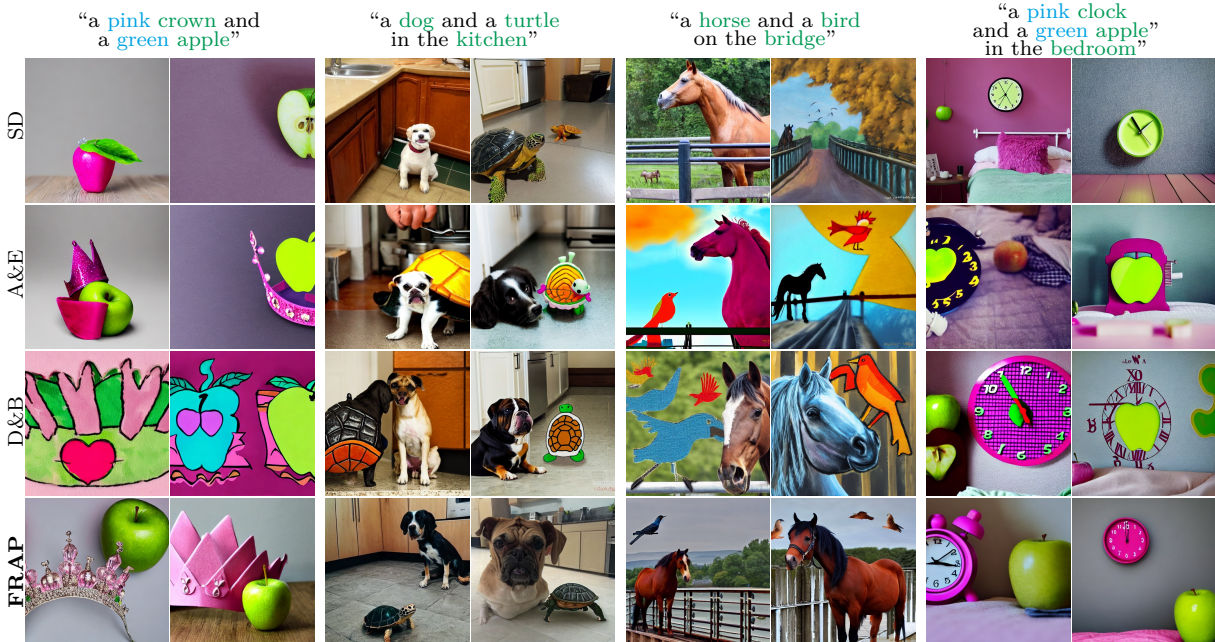 “a pink crown and
a green apple”
“a dog and a turtle
in the kitchen”
“a horse and a bird
on the bridge”
“a pink clock
and a green apple”
in the bedroom”
SD
A&E
D&B
FRAP